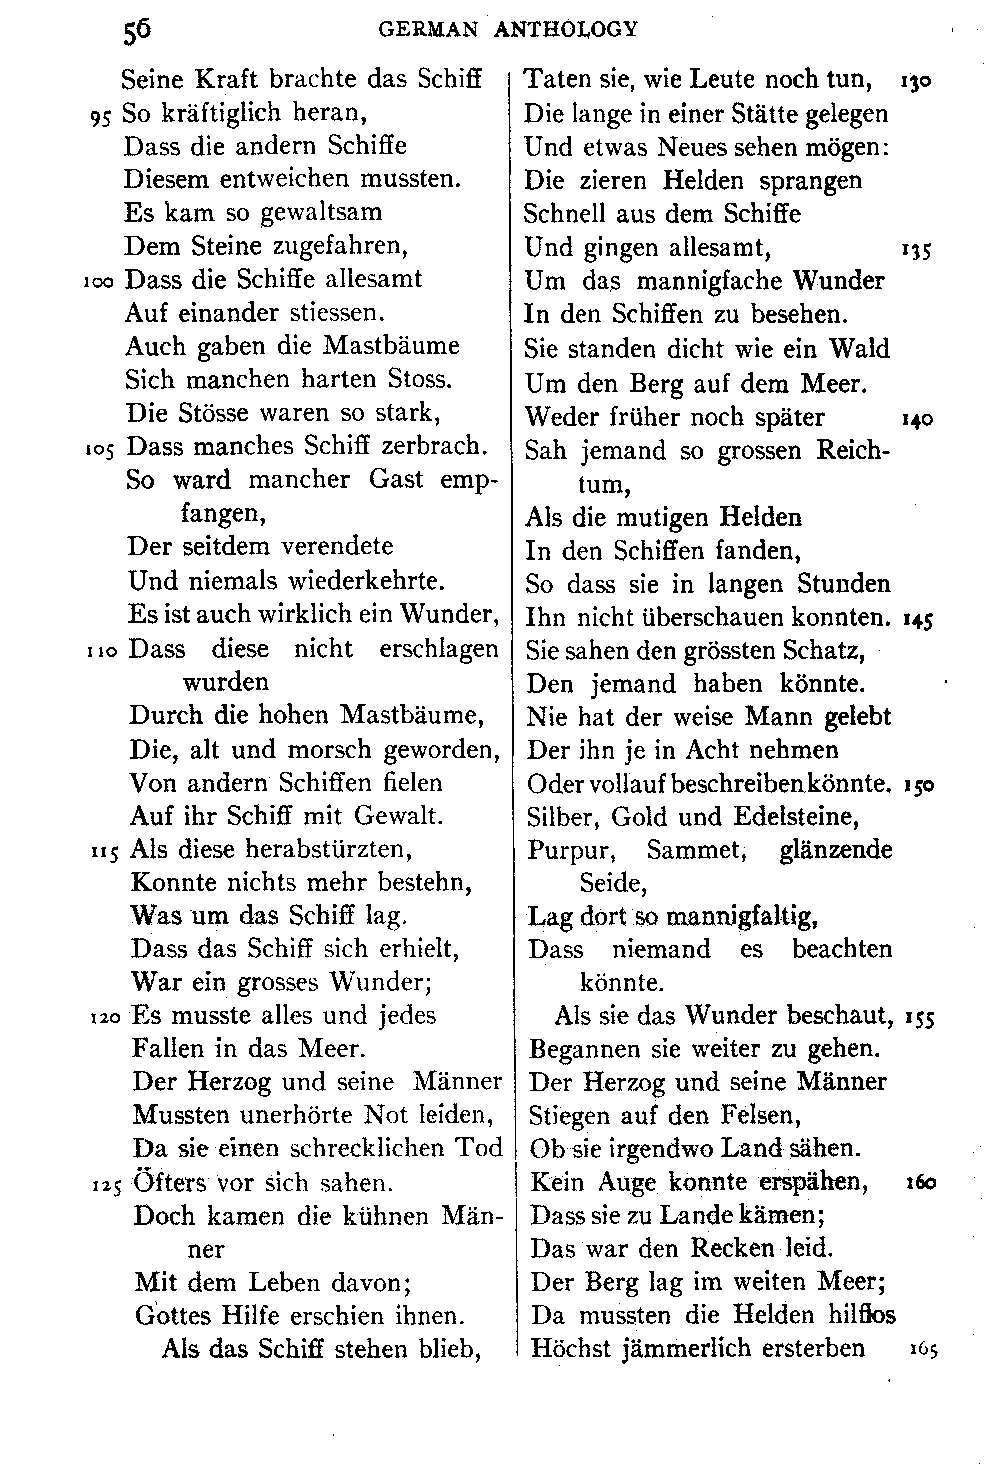 56 GERMAN ANTHOLOGY
Seine Kraft brachte das Schiff
95 So kräftiglich heran,
Dass die andern Schiffe
Diesem entweichen mussten.
Es kam so gewaltsam
Dem Steine zugefahren,
100 Dass die Schiffe allesamt
Auf einander stiessen.
Auch gaben die Mastbäume
Sich manchen harten Stoss.
Die Stösse waren so stark,
105 Dass manches Schiff zerbrach.
So ward mancher Gast emp-
fangen,
Der seitdem verendete
Und niemals wiederkehrte.
Es ist auch wirklich ein Wunder,
110 Dass diese nicht erschlagen
wurden
Durch die hohen Mastbäume,
Die, alt und morsch geworden,
Von andern Schiffen fielen
Auf ihr Schiff mit Gewalt.
115 Als diese herabstürzten,
Konnte nichts mehr bestehn,
Was um das Schiff lag.
Dass das Schiff sich erhielt,
War ein grosses Wunder;
120 Es musste alles und jedes
Fallen in das Meer.
Der Herzog und seine Männer
Mussten unerhörte Not leiden,
Da sie einen schrecklichen Tod
125 Öfters vor sich sahen.
Doch kamen die kühnen Män-
ner
Mit dem Leben davon;
Gottes Hilfe erschien ihnen.
Als das Schiff stehen blieb,
Taten sie, wie Leute noch tun, 130
Die lange in einer Stätte gelegen
Und etwas Neues sehen mögen:
Die zieren Helden sprangen
Schnell aus dem Schiffe
Und gingen allesamt, 135
Um das mannigfache Wunder
In den Schiffen zu besehen.
Sie standen dicht wie ein Wald
Um den Berg auf dem Meer.
Weder früher noch später 140
Sah jemand so grossen Reich-
tum,
Als die mutigen Helden
In den Schiffen fanden,
So dass sie in langen Stunden
Ihn nicht überschauen konnten. 145
Sie sahen den grössten Schatz,
Den jemand haben könnte.
Nie hat der weise Mann gelebt
Der ihn je in Acht nehmen
Oder vollauf beschreiben könnte. 150
Silber, Gold und Edelsteine,
Purpur, Sammet, glänzende
Seide,
Lag dort so mannigfaltig,
Dass niemand es beachten
könnte.
Als sie das Wunder beschaut, 155
Begannen sie weiter zu gehen.
Der Herzog und seine Männer
Stiegen auf den Felsen,
Ob sie irgendwo Land sähen.
Kein Auge konnte erspähen, 160
Dass sie zu Lande kämen;
Das war den Recken leid.
Der Berg lag im weiten Meer;
Da mussten die Helden hilflos
Höchst jämmerlich ersterben 165